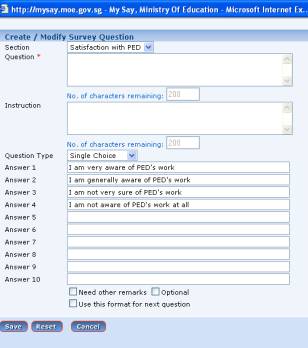 http://mysay.moe.gov.sg - My Say, Ministry Of Education - Microsoft Internet Ex...
Create / Modify Survey Question
Section Satisfaction with PED
Question *
No. of characters remaining: 200
Instruction
No. of characters remaining: 200
Question Type Single Choice
Answer 1 I am very aware of PED's work
Answer 2 I am generally aware of PED's work
Answer 3 I am not very sure of PED's work
Answer 4 I am not aware of PED's work at all
Answer 5
Answer 6
Answer 7
Answer 8
Answer 9
Answer 10
Need other remarks Optional
Use this format for next question
Save Reset Cancel